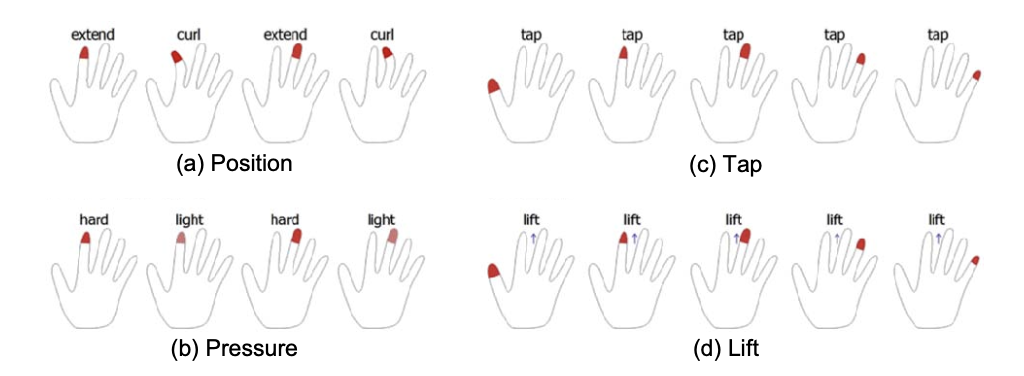 extend curl extend curl
(a) Position
tap tap tap tap tap
(c) Tap
hard light hard light
(b) Pressure
lift lift lift lift lift
(d) Lift